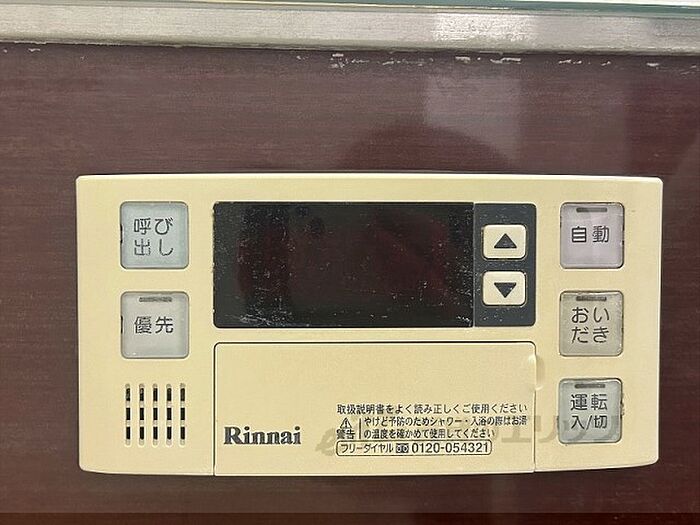 呼び
出し
優先
自動
おい
だき
運転
入/切
取扱説明書をよく読み正しくご使用ください
警告
やけど予防のためシャワー・入浴の際はお湯
の温度を確かめて使用してください
フリーダイヤル 0120-054321
Rinnai
エリッツ